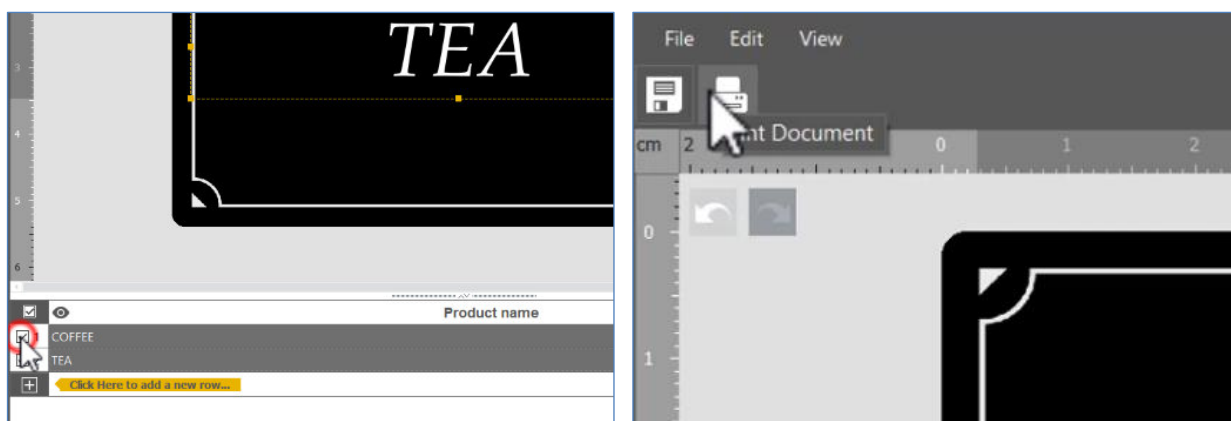 TEA
3
4
5
6
Product name
1 COFFEE
TEA
Click Here to add a new row...
File Edit View
nt Document
cm 2 0 1 2
0
1